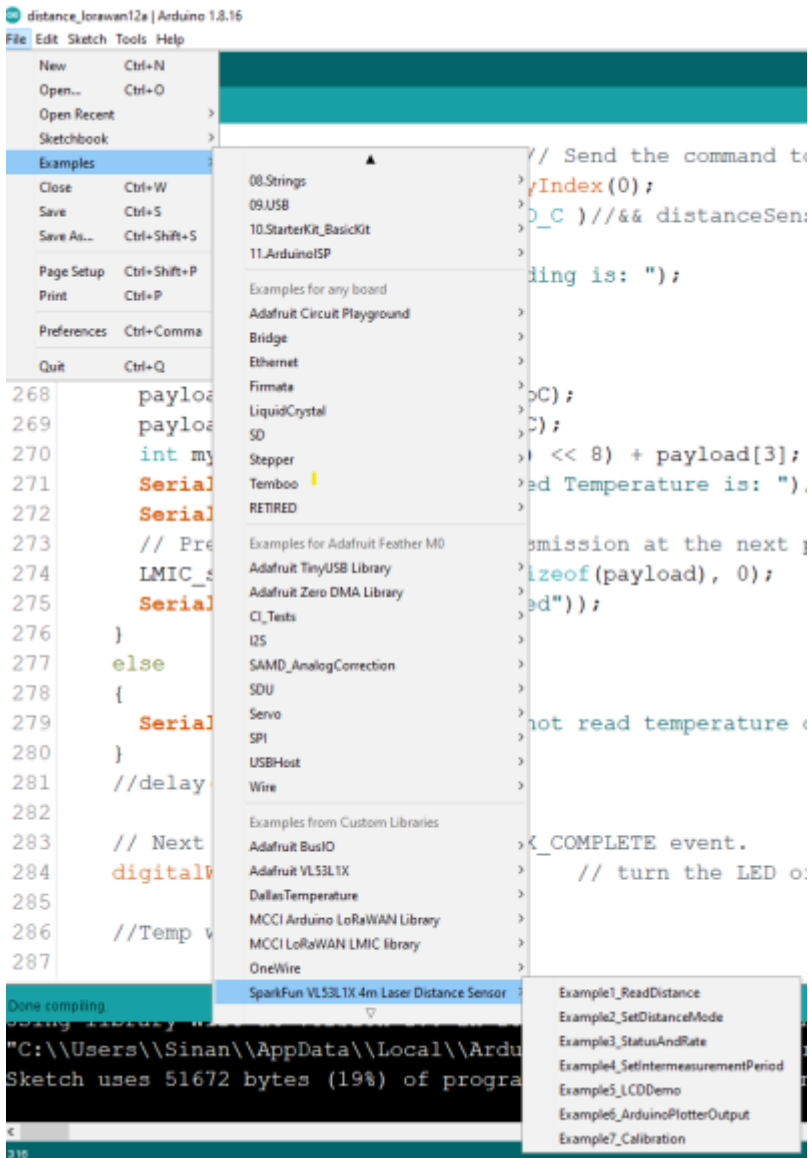 distance_lorawan12a | Arduino 1.8.16
File Edit Sketch Tools Help
New Ctrl+N
Open... Ctrl+O
Open Recent
Sketchbook
Examples
Close Ctrl+W
Save Ctrl+S
Save As... Ctrl+Shift+S
Page Setup Ctrl+Shift+P
Print Ctrl+P
Preferences Ctrl+Comma
Quit Ctrl+Q
08.Strings
09.USB
10.StarterKit_BasicKit
11.ArduinoISP
Examples for any board
Adafruit Circuit Playground
Bridge
Ethernet
Firmata
LiquidCrystal
SD
Stepper
Temboo
RETIRED
Examples for Adafruit Feather M0
Adafruit TinyUSB Library
Adafruit Zero DMA Library
CI_Tests
I2S
SAMD_AnalogCorrection
SDU
Servo
SPI
USBHost
Wire
Examples from Custom Libraries
Adafruit BusIO
Adafruit VL53L1X
DallasTemperature
MCCI Arduino LoRaWAN Library
MCCI LoRaWAN LMIC library
OneWire
SparkFun VL53L1X 4m Laser Distance Sensor
Example1_ReadDistance
Example2_SetDistanceMode
Example3_StatusAndRate
Example4_SetIntermeasurementPeriod
Example5_LCDDemo
Example6_ArduinoPlotterOutput
Example7_Calibration
// Send the command to
yIndex(0);
D_C )//&& distanceSens
ding is: ");
268 payloa oC);
269 payloa C);
270 int my ) << 8) + payload[3];
271 Serial ed Temperature is: ")
272 Serial
273 // Pre smission at the next p
274 LMIC_s izeof(payload), 0);
275 Serial ed"));
276 }
277 else
278 {
279 Serial not read temperature
280 }
281 //delay
282
283 // Next X_COMPLETE event.
284 digitalW // turn the LED
285
286 //Temp
287
Done compiling.
"C:\\Users\\Sinan\\AppData\\Local\\Ardu
Sketch uses 51672 bytes (19%) of progra
316